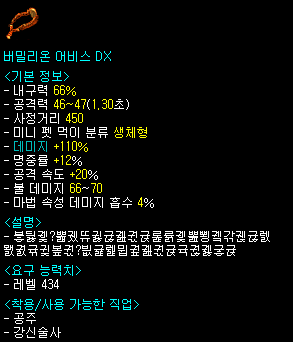 버밀리온 어비스 DX
<기본 정보>
- 내구력 66%
- 공격력 46~47(1,30초)
- 사정거리 450
- 미니 펫 먹이 분류 생체형
- 데미지 +110%
- 명중률 +12%
- 공격 속도 +20%
- 불 데미지 66~70
- 마법 속성 데미지 흡수 4%
<설명>
<요구 능력치>
- 레벨 434
<착용/사용 가능한 직업>
- 공주
- 강신술사